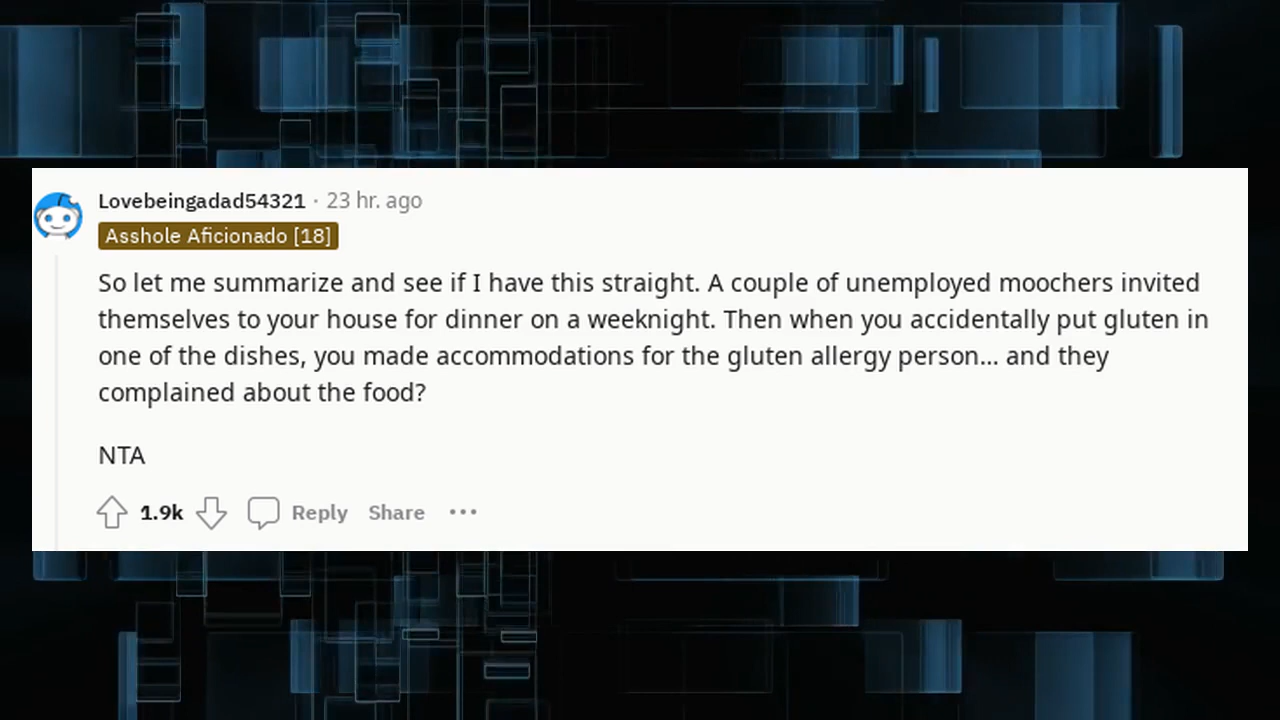 Lovebeingadad54321 · 23 hr. ago
Asshole Aficionado [18]
So let me summarize and see if I have this straight. A couple of unemployed moochers invited
themselves to your house for dinner on a weeknight. Then when you accidentally put gluten in
one of the dishes, you made accommodations for the gluten allergy person... and they
complained about the food?
NTA
1.9k Reply Share ···